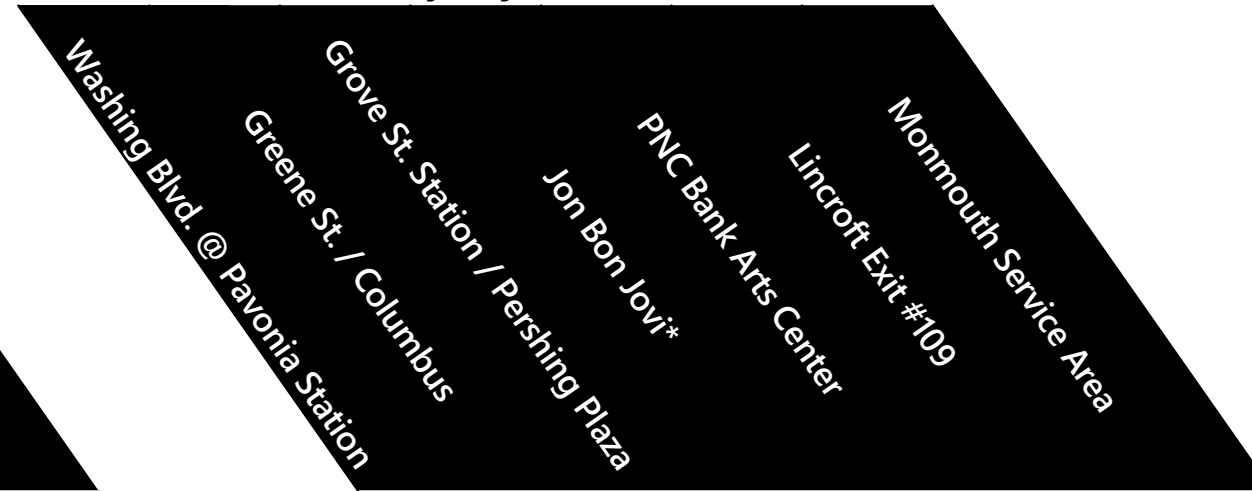 Washing Blvd. @ Pavonia Station
Greene St. / Columbus
Grove St. Station / Pershing Plaza
Jon Bon Jovi*
PNC Bank Arts Center
Lincroft Exit #109
Monmouth Service Area